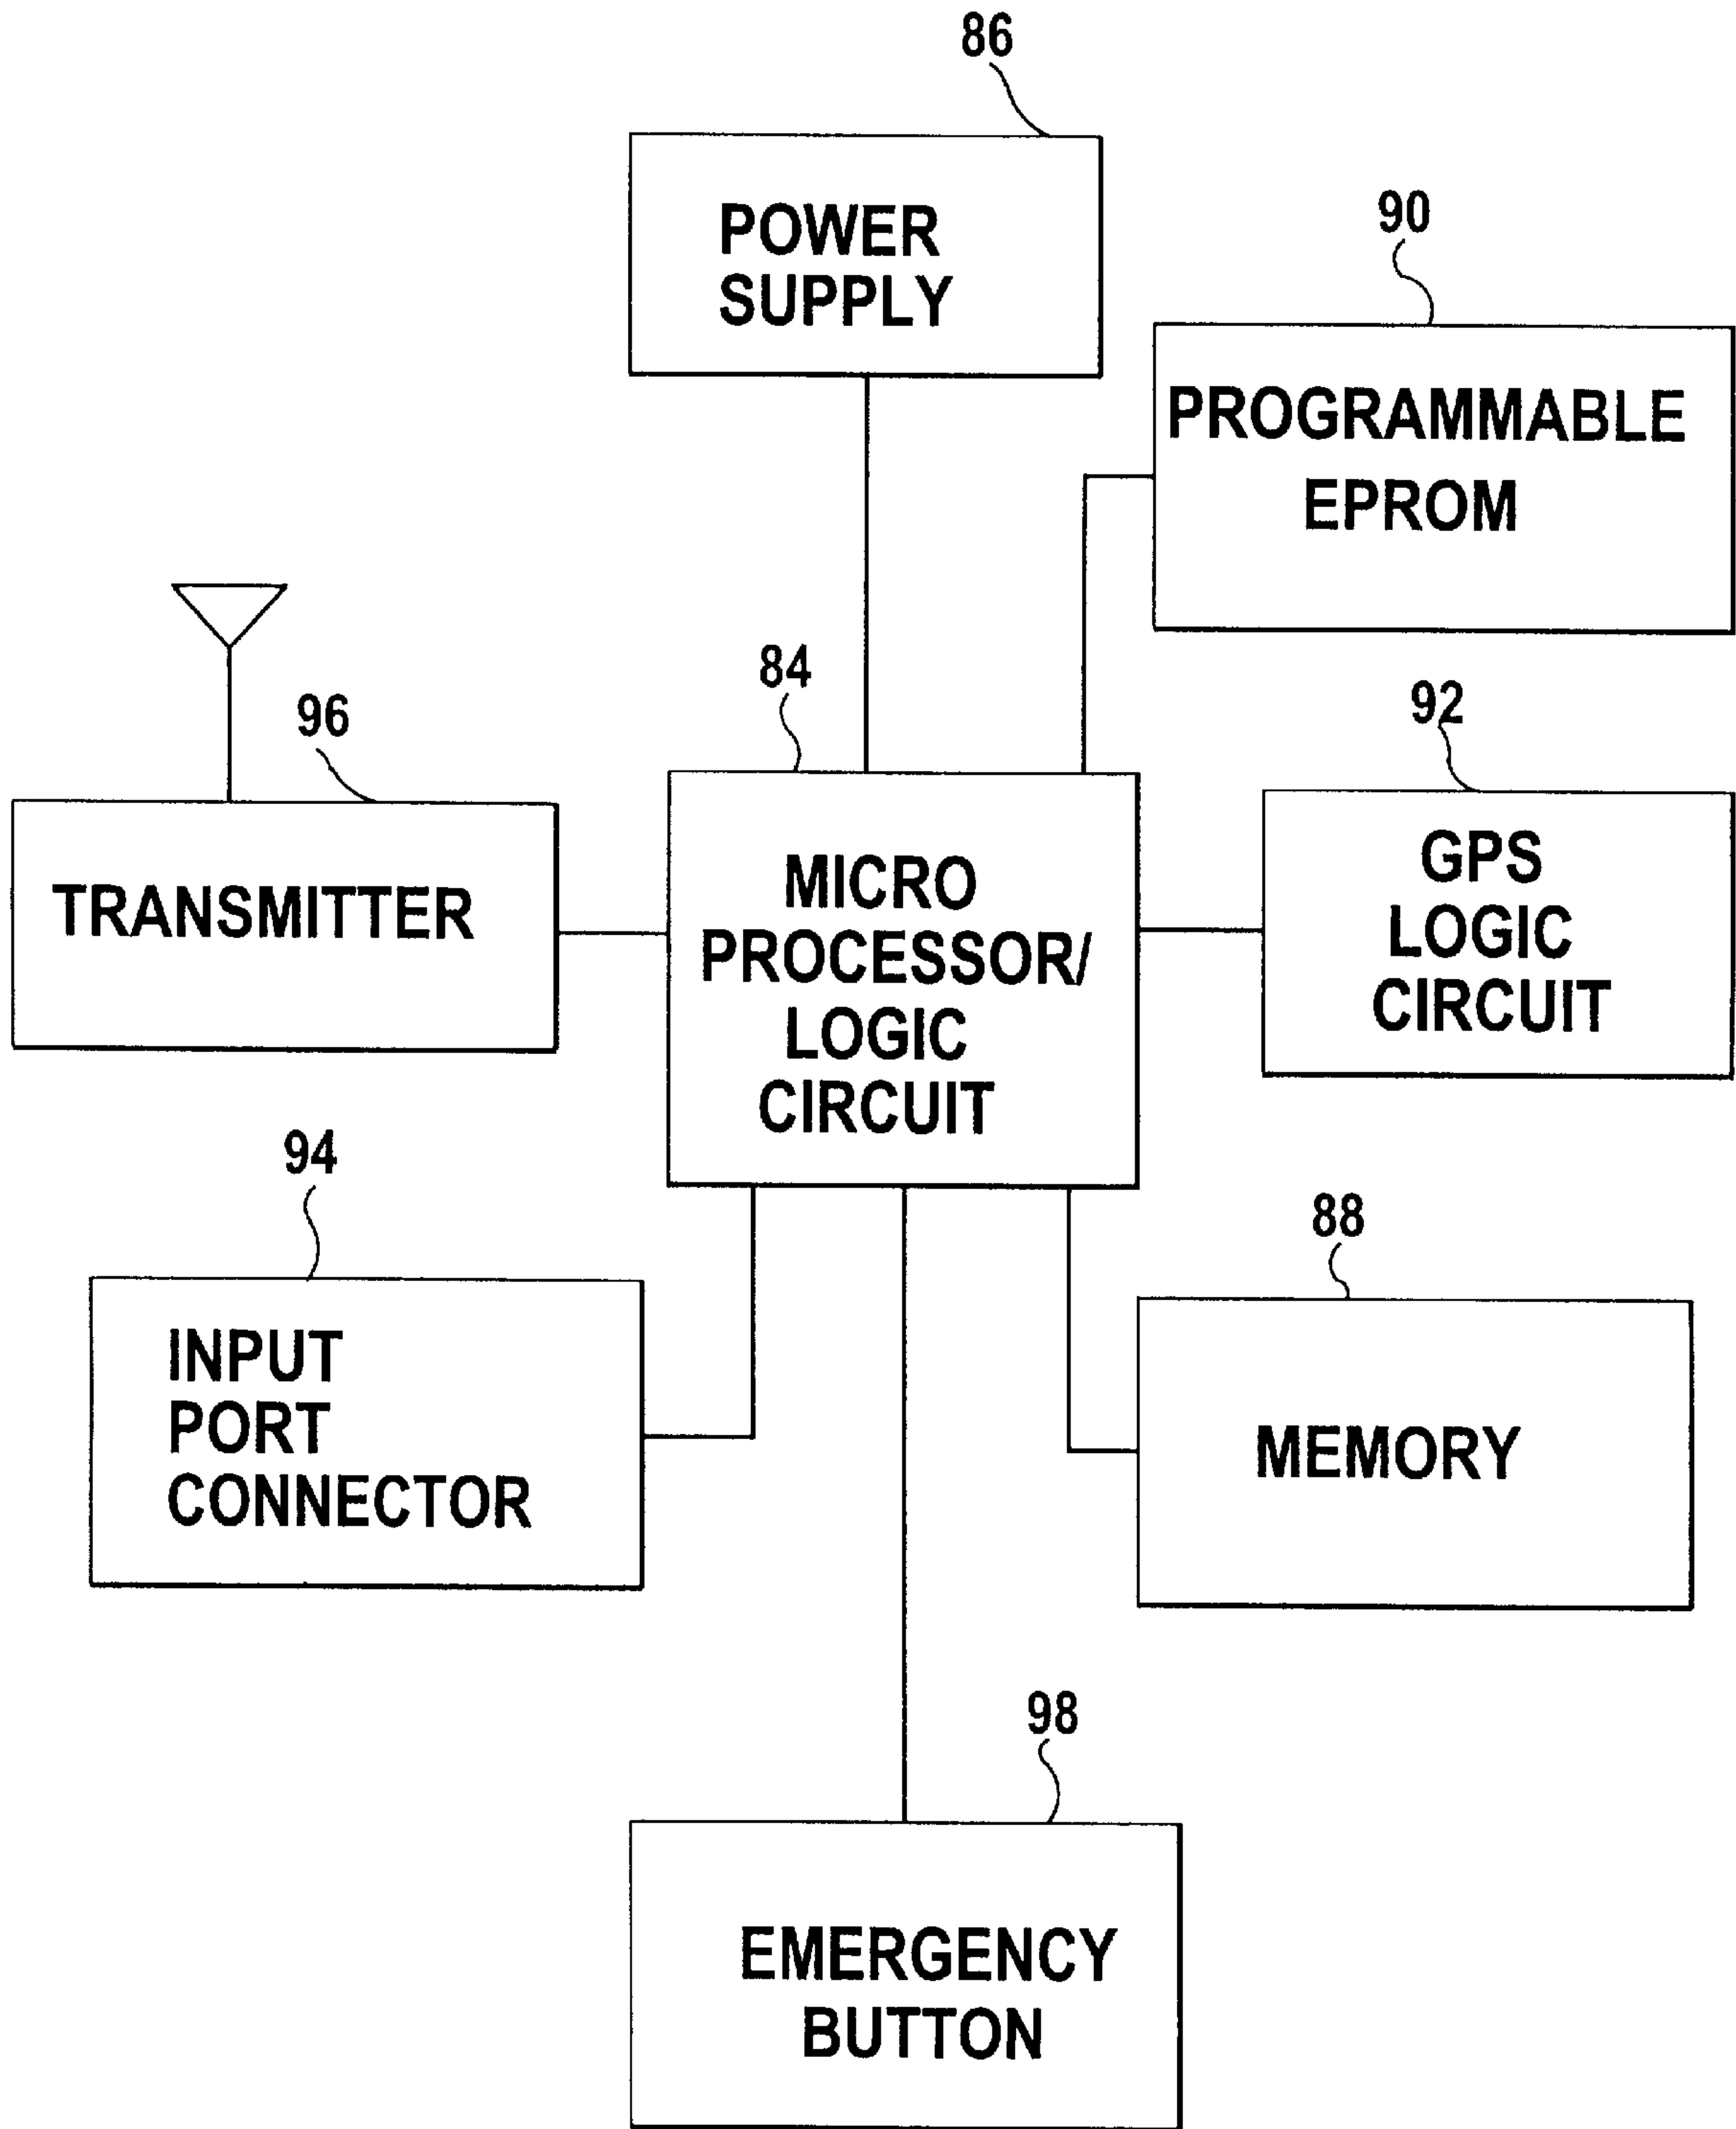 86
POWER
SUPPLY
90
PROGRAMMABLE
EPROM
84
96
92
TRANSMITTER
MICRO
PROCESSOR/
LOGIC
CIRCUIT
GPS
LOGIC
CIRCUIT
94
88
INPUT
PORT
CONNECTOR
MEMORY
98
EMERGENCY
BUTTON